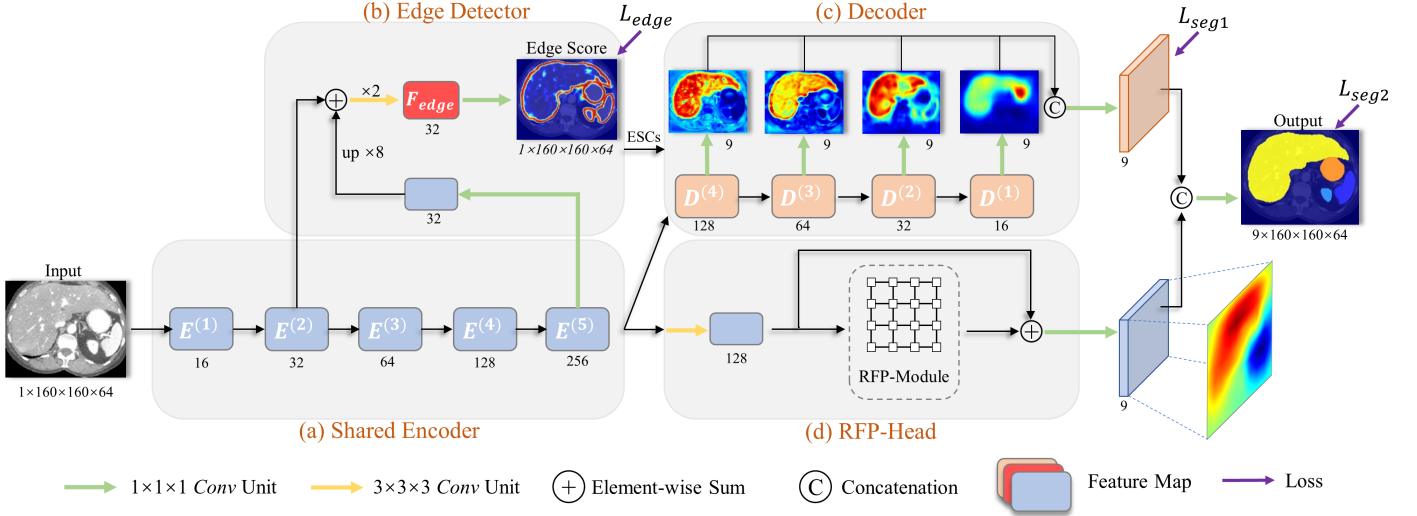 (b) Edge Detector
L_edge
(c) Decoder
L_seg1
Edge Score
×2
F_edge
32
1×160×160×64
up ×8
32
ESCs
9
9
9
9
C
D^(4)
D^(3)
D^(2)
D^(1)
128
64
32
16
9
L_seg2
Output
C
9×160×160×64
Input
1×160×160×64
E^(1)
E^(2)
E^(3)
E^(4)
E^(5)
16
32
64
128
256
128
RFP-Module
9
(a) Shared Encoder
(d) RFP-Head
1×1×1 Conv Unit
3×3×3 Conv Unit
+ Element-wise Sum
C Concatenation
Feature Map
Loss